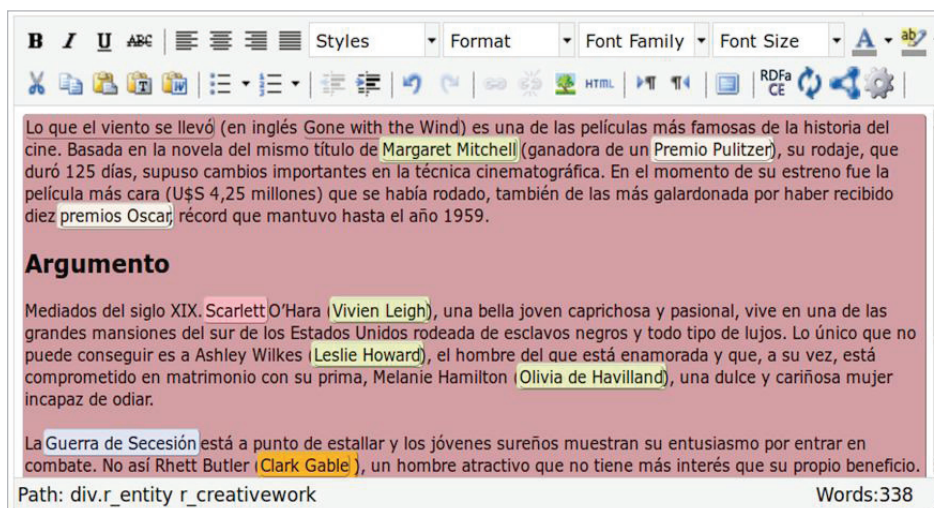 B I U ABC Styles Format Font Family Font Size A ab
T W HTML RDFa CE
Lo que el viento se llevó (en inglés Gone with the Wind) es una de las películas más famosas de la historia del
cine. Basada en la novela del mismo título de Margaret Mitchell (ganadora de un Premio Pulitzer), su rodaje, que
duró 125 días, supuso cambios importantes en la técnica cinematográfica. En el momento de su estreno fue la
película más cara (U$S 4,25 millones) que se había rodado, también de las más galardonada por haber recibido
diez premios Oscar, récord que mantuvo hasta el año 1959.
Argumento
Mediados del siglo XIX. Scarlett O'Hara (Vivien Leigh), una bella joven caprichosa y pasional, vive en una de las
grandes mansiones del sur de los Estados Unidos rodeada de esclavos negros y todo tipo de lujos. Lo único que no
puede conseguir es a Ashley Wilkes (Leslie Howard), el hombre del que está enamorada y que, a su vez, está
comprometido en matrimonio con su prima, Melanie Hamilton (Olivia de Havilland), una dulce y cariñosa mujer
incapaz de odiar.
La Guerra de Secesión está a punto de estallar y los jóvenes sureños muestran su entusiasmo por entrar en
combate. No así Rhett Butler (Clark Gable ), un hombre atractivo que no tiene más interés que su propio beneficio.
Path: div.r_entity r_creativework Words:338